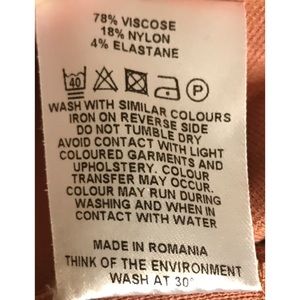 78% VISCOSE
18% NYLON
4% ELASTANE
40 P
WASH WITH SIMILAR COLOURS
IRON ON REVERSE SIDE
DO NOT TUMBLE DRY
AVOID CONTACT WITH LIGHT
COLOURED GARMENTS AND
UPHOLSTERY. COLOUR
TRANSFER MAY OCCUR.
COLOUR MAY RUN DURING
WASHING AND WHEN IN
CONTACT WITH WATER
MADE IN ROMANIA
THINK OF THE ENVIRONMENT
WASH AT 30°